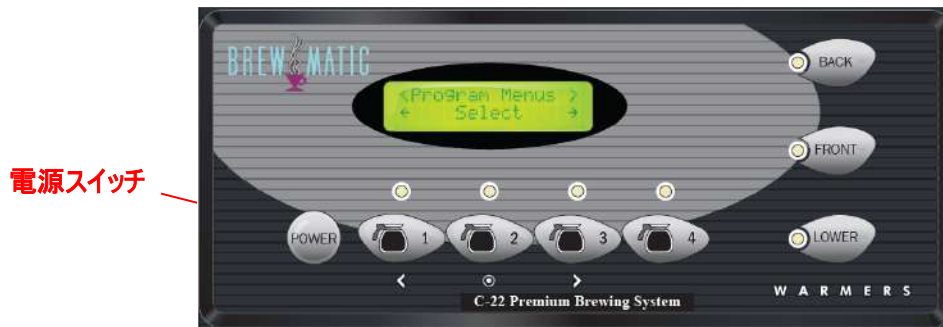 BREW MATIC
BACK
<Program Menus >
← Select →
FRONT
電源スイッチ
POWER
1
2
3
4
LOWER
< ⦿ >
C-22 Premium Brewing System
WARMERS